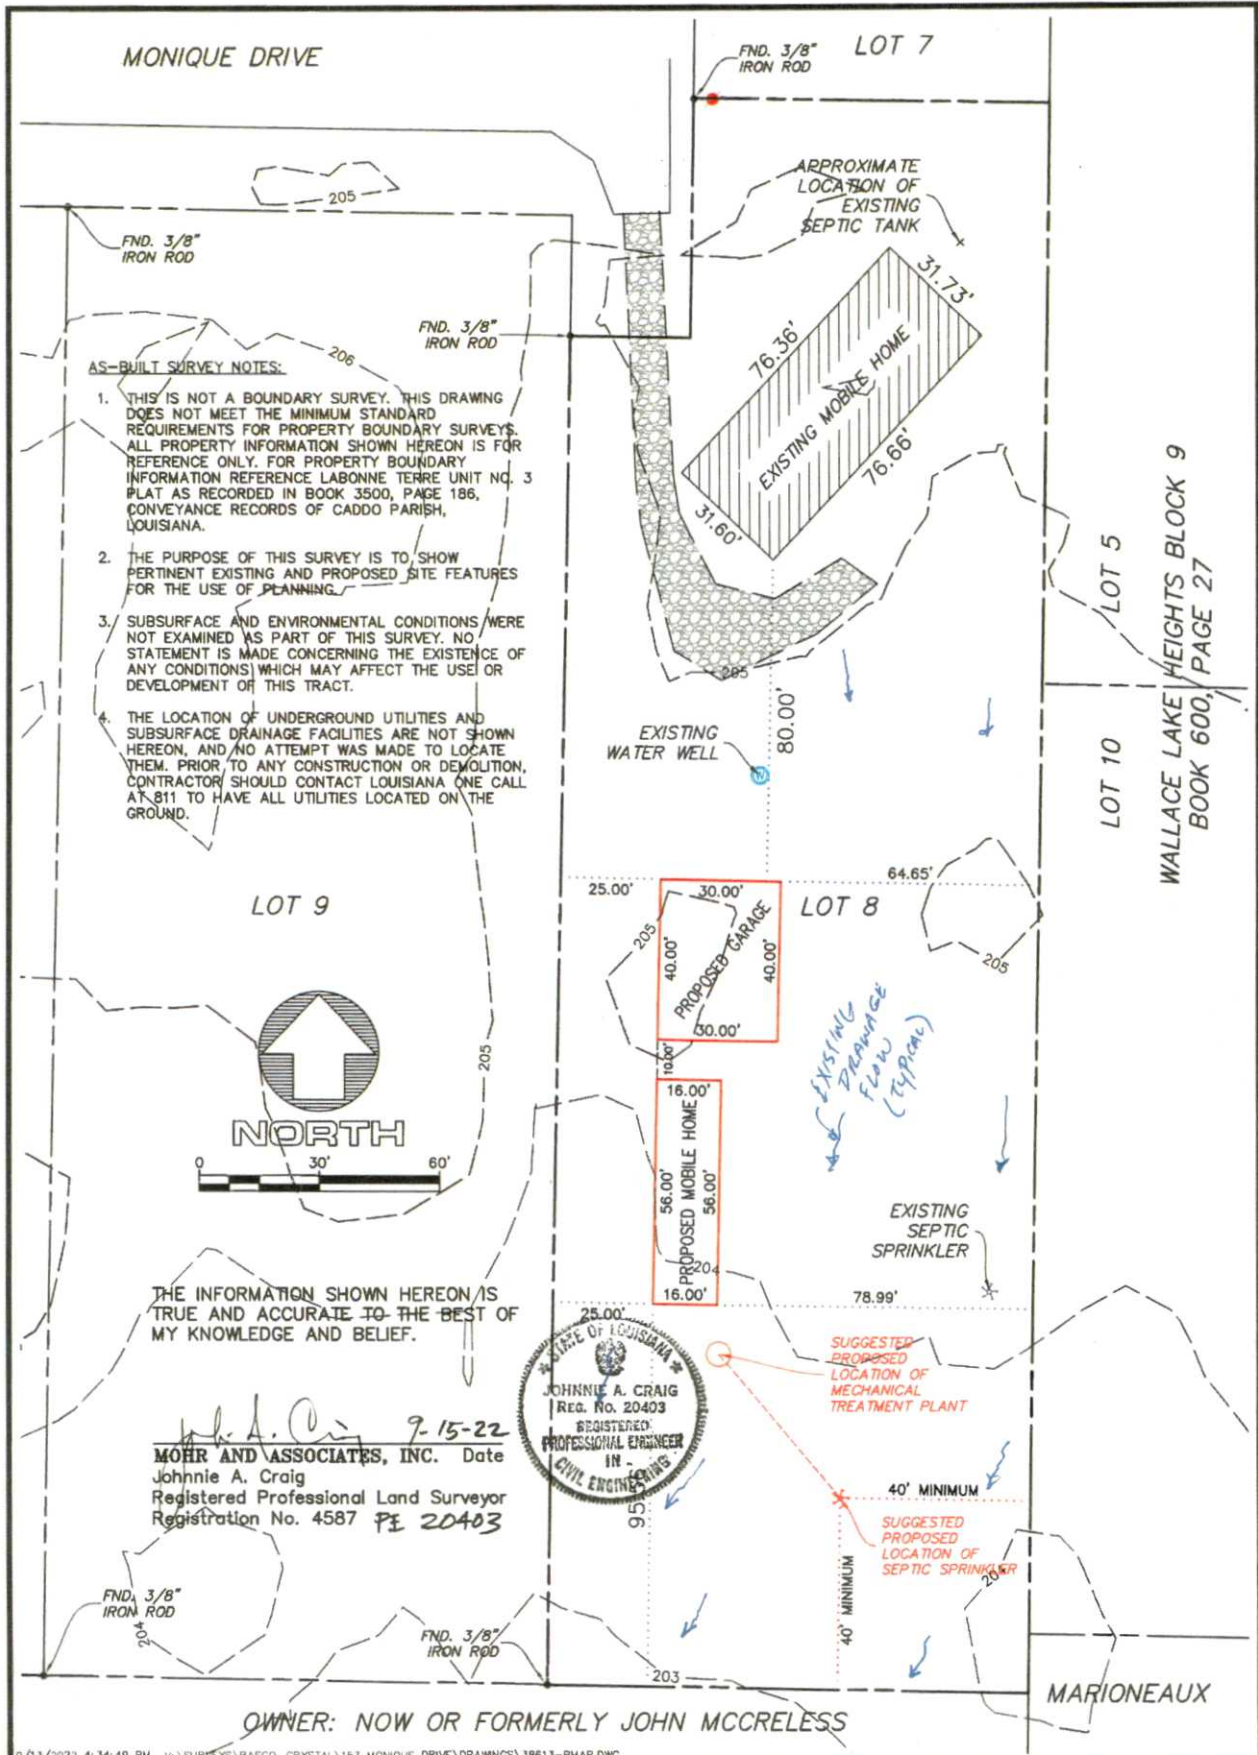 MONIQUE DRIVE
FND. 3/8"
IRON ROD
LOT 7
205
FND. 3/8"
IRON ROD
APPROXIMATE
LOCATION OF
EXISTING
SEPTIC TANK
31.73'
76.36'
EXISTING MOBILE HOME
76.66'
31.60'
FND. 3/8"
IRON ROD
206
AS-BUILT SURVEY NOTES:
1. THIS IS NOT A BOUNDARY SURVEY. THIS DRAWING
DOES NOT MEET THE MINIMUM STANDARD
REQUIREMENTS FOR PROPERTY BOUNDARY SURVEYS.
ALL PROPERTY INFORMATION SHOWN HEREON IS FOR
REFERENCE ONLY. FOR PROPERTY BOUNDARY
INFORMATION REFERENCE LABONNE TERRE UNIT NO. 3
PLAT AS RECORDED IN BOOK 3500, PAGE 186,
CONVEYANCE RECORDS OF CADDO PARISH,
LOUISIANA.
2. THE PURPOSE OF THIS SURVEY IS TO SHOW
PERTINENT EXISTING AND PROPOSED SITE FEATURES
FOR THE USE OF PLANNING.
3. SUBSURFACE AND ENVIRONMENTAL CONDITIONS WERE
NOT EXAMINED AS PART OF THIS SURVEY. NO
STATEMENT IS MADE CONCERNING THE EXISTENCE OF
ANY CONDITIONS WHICH MAY AFFECT THE USE OR
DEVELOPMENT OF THIS TRACT.
4. THE LOCATION OF UNDERGROUND UTILITIES AND
SUBSURFACE DRAINAGE FACILITIES ARE NOT SHOWN
HEREON, AND NO ATTEMPT WAS MADE TO LOCATE
THEM. PRIOR TO ANY CONSTRUCTION OR DEMOLITION,
CONTRACTOR SHOULD CONTACT LOUISIANA ONE CALL
AT 811 TO HAVE ALL UTILITIES LOCATED ON THE
GROUND.
LOT 5
LOT 10
WALLACE LAKE HEIGHTS BLOCK 9
BOOK 600, PAGE 27
205
80.00'
EXISTING
WATER WELL
25.00'
30.00'
64.65'
LOT 9
LOT 8
205
40.00'
PROPOSED GARAGE
40.00'
205
30.00'
10.00'
EXISTING
DRAINAGE
FLOW
(TYPICAL)
205
NORTH
0 30' 60'
16.00'
56.00'
PROPOSED MOBILE HOME
56.00'
204
16.00'
EXISTING
SEPTIC
SPRINKLER
78.99'
25.00'
THE INFORMATION SHOWN HEREON IS
TRUE AND ACCURATE TO THE BEST OF
MY KNOWLEDGE AND BELIEF.
STATE OF LOUISIANA
JOHNNIE A. CRAIG
REG. No. 20403
REGISTERED
PROFESSIONAL ENGINEER
IN
CIVIL ENGINEERING
SUGGESTED
PROPOSED
LOCATION OF
MECHANICAL
TREATMENT PLANT
9-15-22
MOHR AND ASSOCIATES, INC. Date
Johnnie A. Craig
Registered Professional Land Surveyor
Registration No. 4587 PE 20403
40' MINIMUM
SUGGESTED
PROPOSED
LOCATION OF
SEPTIC SPRINKLER
40' MINIMUM
FND. 3/8"
IRON ROD
204
FND. 3/8"
IRON ROD
203
MARIONEAUX
OWNER: NOW OR FORMERLY JOHN MCCRELESS